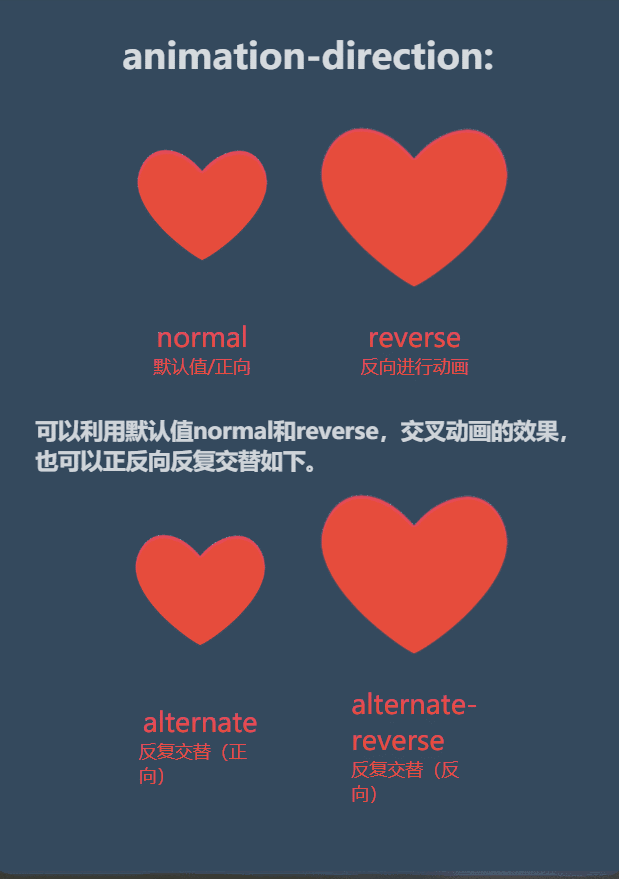 animation-direction:
normal
默认值/正向
reverse
反向进行动画
可以利用默认值normal和reverse，交叉动画的效果，
也可以正反向反复交替如下。
alternate
反复交替（正
向）
alternate-
reverse
反复交替（反
向）